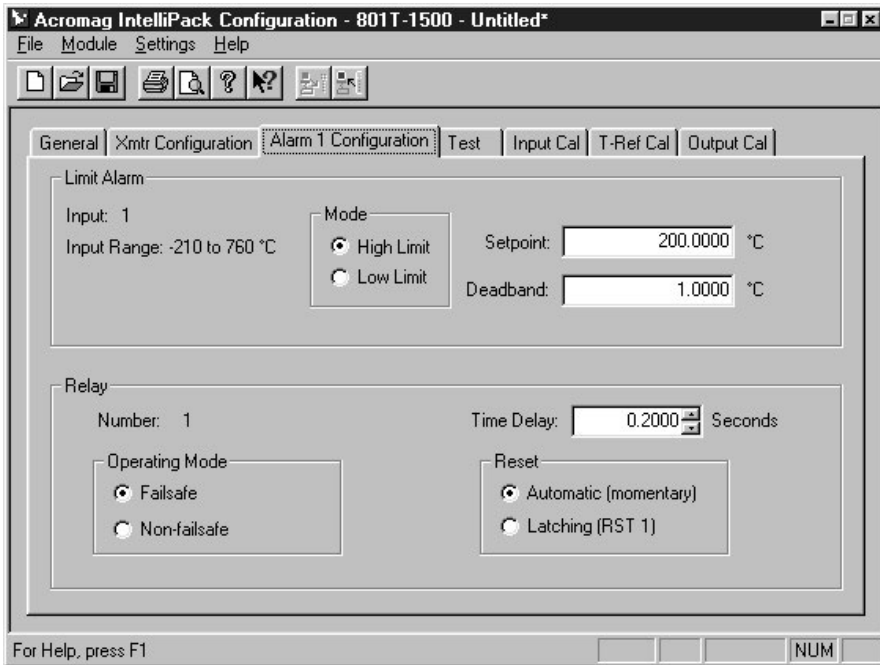 Acromag IntelliPack Configuration - 801T-1500 - Untitled*
File Module Settings Help
General Xmtr Configuration Alarm 1 Configuration Test Input Cal T-Ref Cal Output Cal
Limit Alarm
Input: 1
Input Range: -210 to 760 °C
Mode
High Limit
Low Limit
Setpoint: 200.0000 °C
Deadband: 1.0000 °C
Relay
Number: 1
Time Delay: 0.2000 Seconds
Operating Mode
Failsafe
Non-failsafe
Reset
Automatic (momentary)
Latching (RST 1)
For Help, press F1
NUM